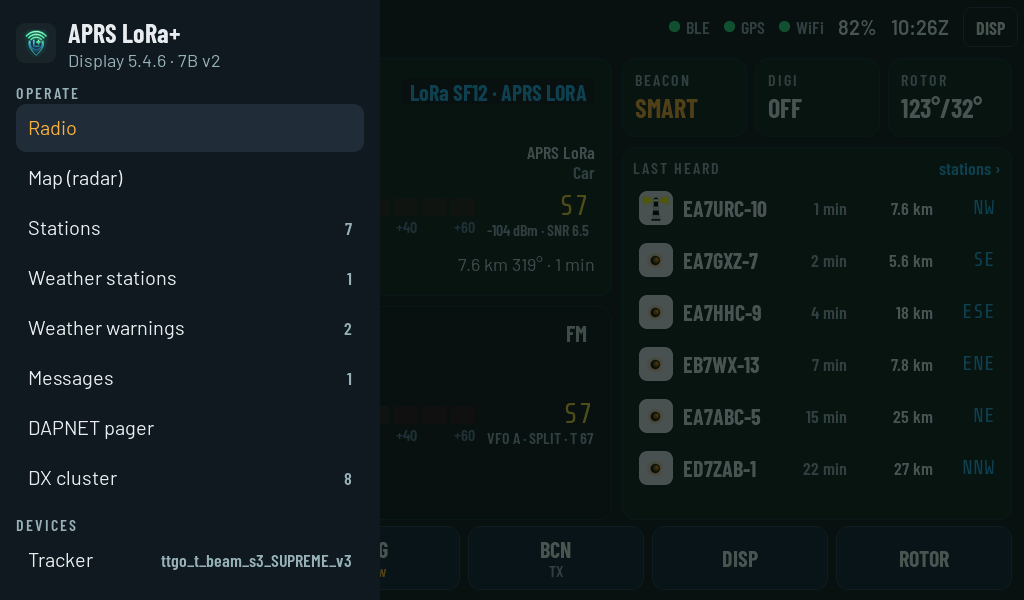 APRS LoRa+
Display 5.4.6 · 7B v2
OPERATE
Radio
Map (radar)
Stations 7
Weather stations 1
Weather warnings 2
Messages 1
DAPNET pager
DX cluster 8
DEVICES
Tracker ttgo_t_beam_s3_SUPREME_v3
BLE GPS WiFi 82% 10:26Z DISP
LoRa SF12 · APRS LORA
APRS LoRa
Car
S7
+40 +60 -104 dBm · SNR 6.5
7.6 km 319° · 1 min
FM
S7
+40 +60 VFO A · SPLIT · T 67
BEACON
SMART
DIGI
OFF
ROTOR
123°/32°
LAST HEARD stations ›
EA7URC-10 1 min 7.6 km NW
EA7GXZ-7 2 min 5.6 km SE
EA7HHC-9 4 min 18 km ESE
EB7WX-13 7 min 7.8 km ENE
EA7ABC-5 15 min 25 km NE
ED7ZAB-1 22 min 27 km NNW
BCN
TX
DISP
ROTOR